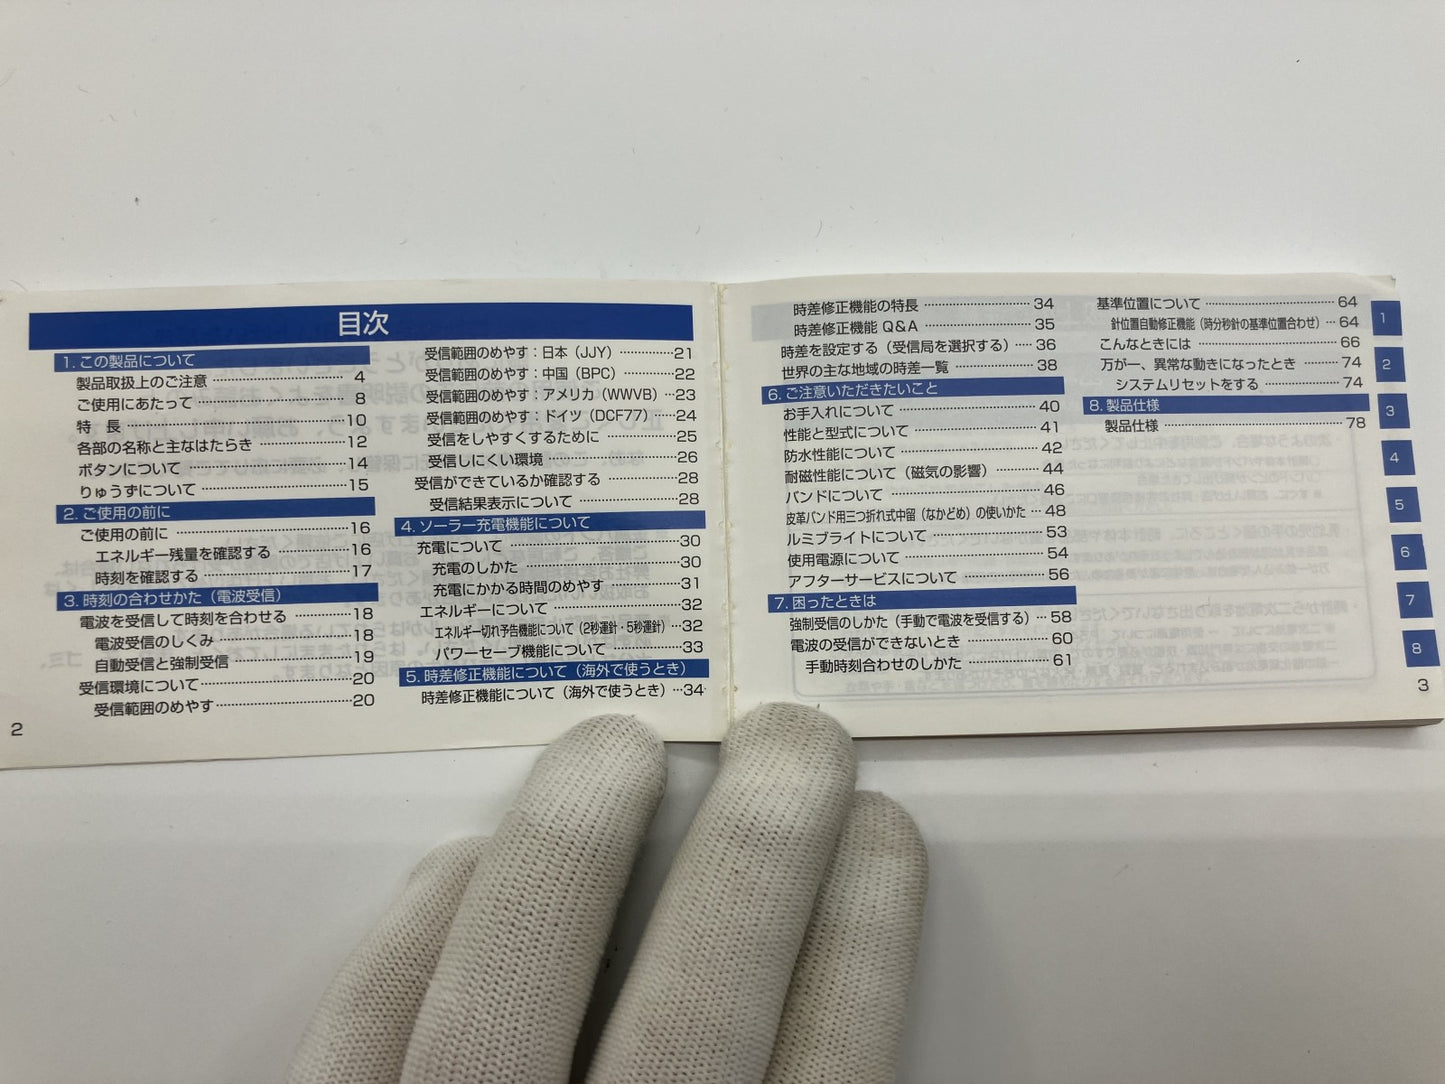 目次
1. この製品について
製品取扱上のご注意 4
ご使用にあたって 8
特 長 10
各部の名称と主なはたらき 12
ボタンについて 14
りゅうずについて 15
2. ご使用の前に
ご使用の前に 16
エネルギー残量を確認する 16
時刻を確認する 17
3. 時刻の合わせかた（電波受信）
電波を受信して時刻を合わせる 18
電波受信のしくみ 18
自動受信と強制受信 19
受信環境について 20
受信範囲のめやす 20
2
受信範囲のめやす：日本（JJY） 21
受信範囲のめやす：中国（BPC） 22
受信範囲のめやす：アメリカ（WWVB） 23
受信範囲のめやす：ドイツ（DCF77） 24
受信をしやすくするために 25
受信しにくい環境 26
受信ができているか確認する 28
受信結果表示について 28
4. ソーラー充電機能について
充電について 30
充電のしかた 30
充電にかかる時間のめやす 31
エネルギーについて 32
エネルギー切れ予告機能について（2秒運針・5秒運針） 32
パワーセーブ機能について 33
5. 時差修正機能について（海外で使うとき）
時差修正機能について（海外で使うとき） 34
時差修正機能の特長 34
時差修正機能 Q&A 35
時差を設定する（受信局を選択する） 36
世界の主な地域の時差一覧 38
6. ご注意いただきたいこと
お手入れについて 40
性能と型式について 41
防水性能について 42
耐磁性能について（磁気の影響） 44
バンドについて 46
皮革バンド用三つ折れ式中留（なかどめ）の使いかた 48
ルミブライトについて 53
使用電源について 54
アフターサービスについて 56
7. 困ったときは
強制受信のしかた（手動で電波を受信する） 58
電波の受信ができないとき 60
手動時刻合わせのしかた 61
基準位置について 64
針位置自動修正機能（時分秒針の基準位置合わせ） 64
こんなときには 66
万が一、異常な動きになったとき 74
システムリセットをする 74
8. 製品仕様
製品仕様 78
1
2
3
4
5
6
7
8
3